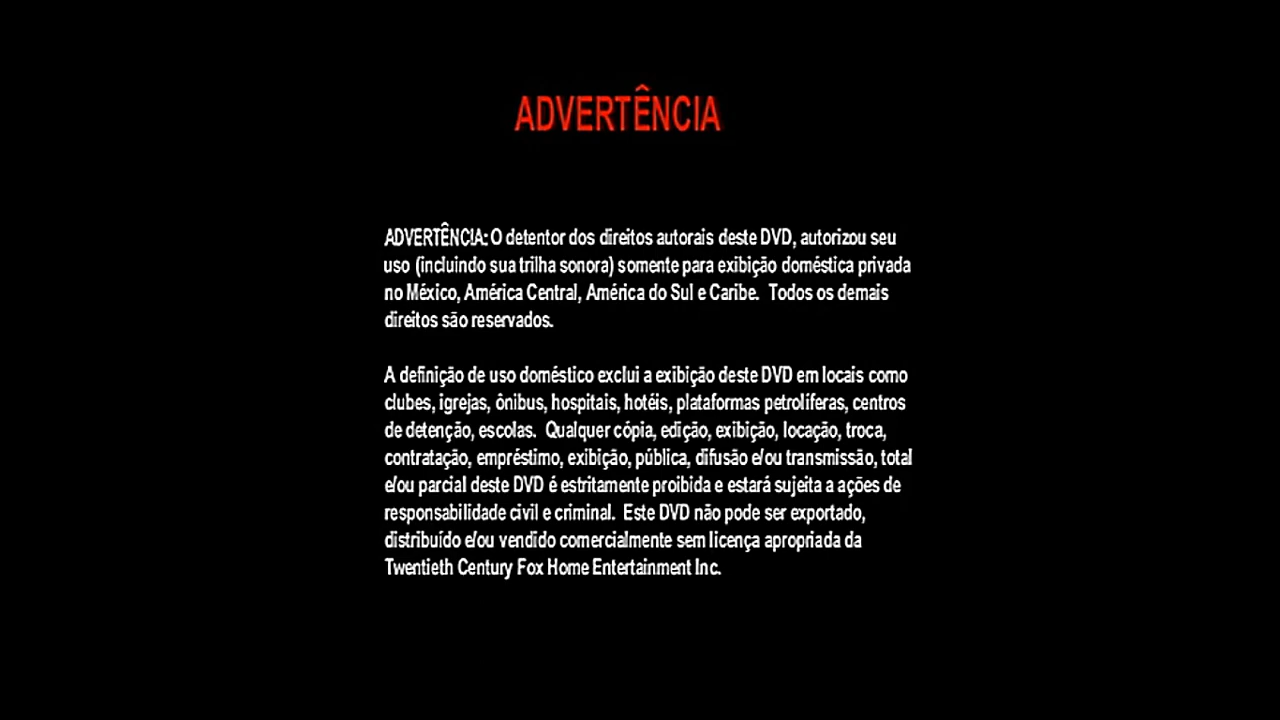 ADVERTÊNCIA
ADVERTÊNCIA: O detentor dos direitos autorais deste DVD, autorizou seu
uso (incluindo sua trilha sonora) somente para exibição doméstica privada
no México, América Central, América do Sul e Caribe.  Todos os demais
direitos são reservados.
A definição de uso doméstico exclui a exibição deste DVD em locais como
clubes, igrejas, ônibus, hospitais, hotéis, plataformas petrolíferas, centros
de detenção, escolas.  Qualquer cópia, edição, exibição, locação, troca,
contratação, empréstimo, exibição, pública, difusão e/ou transmissão, total
e/ou parcial deste DVD é estritamente proibida e estará sujeita a ações de
responsabilidade civil e criminal.  Este DVD não pode ser exportado,
distribuído e/ou vendido comercialmente sem licença apropriada da
Twentieth Century Fox Home Entertainment Inc.